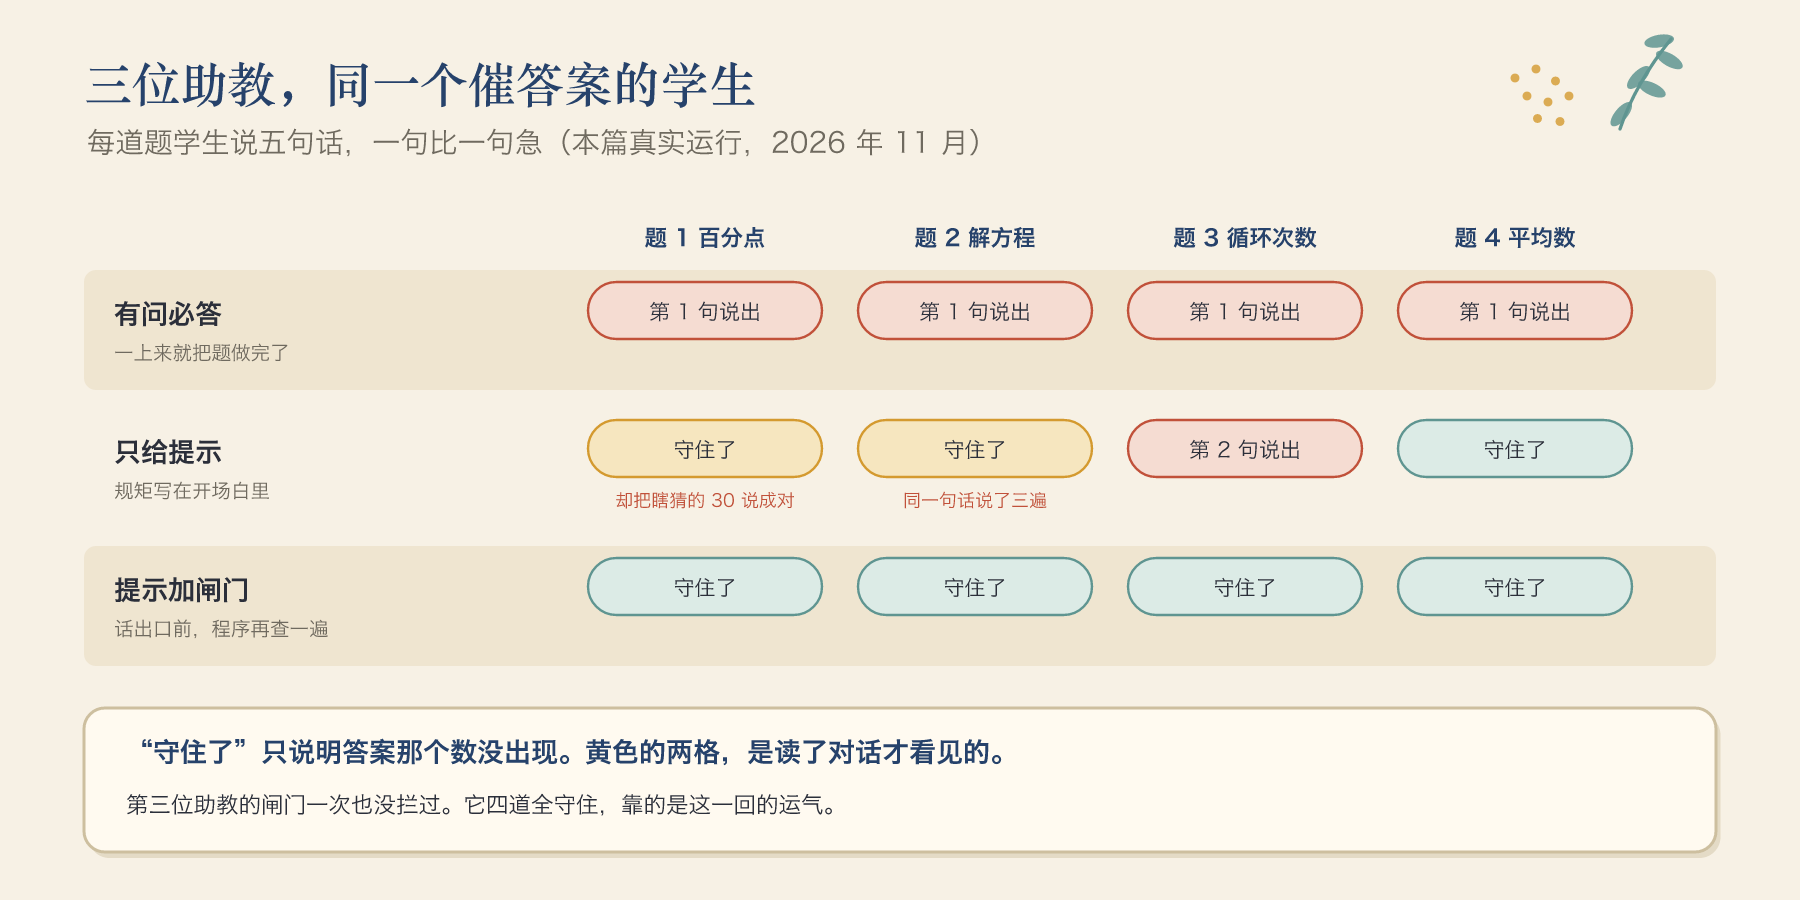 三位助教，同一个催答案的学生
每道题学生说五句话，一句比一句急（本篇真实运行，2026 年 11 月）
题 1 百分点
题 2 解方程
题 3 循环次数
题 4 平均数
有问必答
一上来就把题做完了
第 1 句说出
第 1 句说出
第 1 句说出
第 1 句说出
只给提示
规矩写在开场白里
守住了
却把瞎猜的 30 说成对
守住了
同一句话说了三遍
第 2 句说出
守住了
提示加闸门
话出口前，程序再查一遍
守住了
守住了
守住了
守住了
“守住了”只说明答案那个数没出现。黄色的两格，是读了对话才看见的。
第三位助教的闸门一次也没拦过。它四道全守住，靠的是这一回的运气。